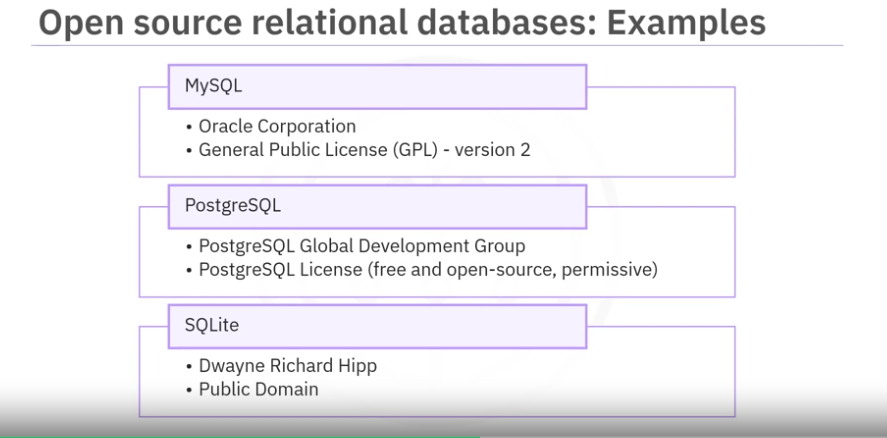 Open source relational databases: Examples
MySQL
• Oracle Corporation
• General Public License (GPL) - version 2
PostgreSQL
• PostgreSQL Global Development Group
• PostgreSQL License (free and open-source, permissive)
SQLite
• Dwayne Richard Hipp
• Public Domain